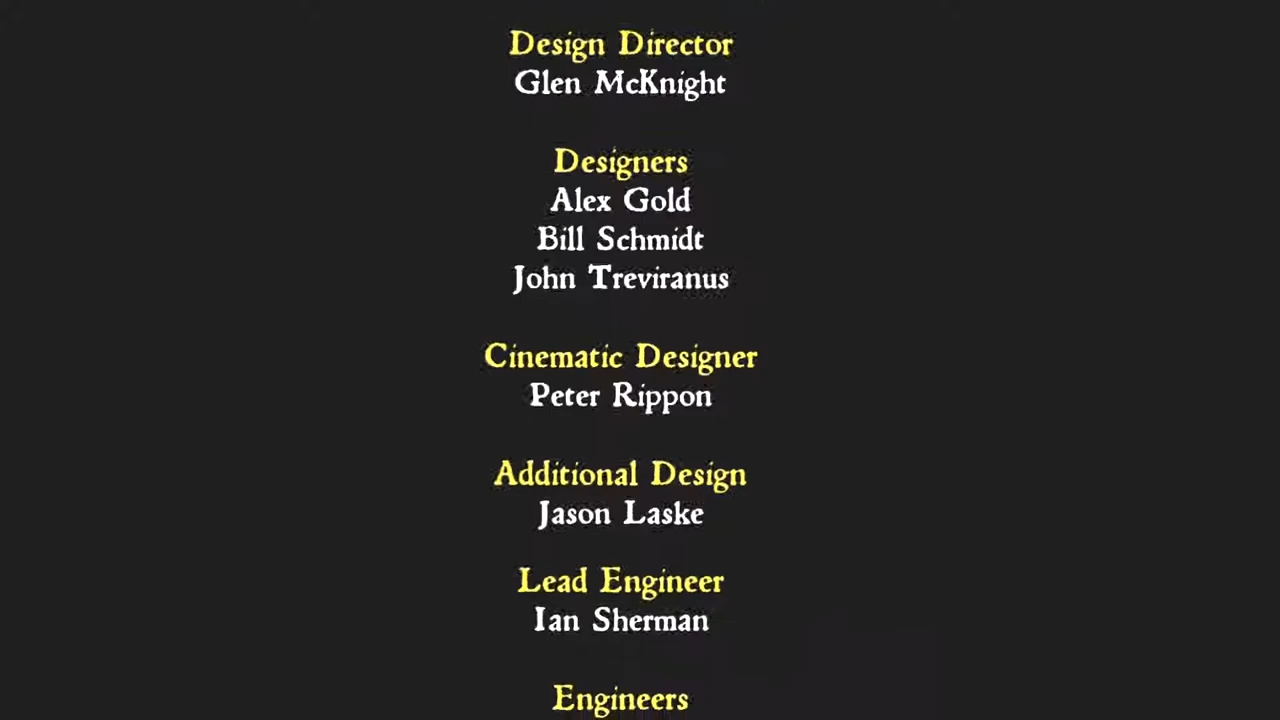 Design Director
Glen McKnight
Designers
Alex Gold
Bill Schmidt
John Treviranus
Cinematic Designer
Peter Rippon
Additional Design
Jason Laske
Lead Engineer
Ian Sherman
Engineers